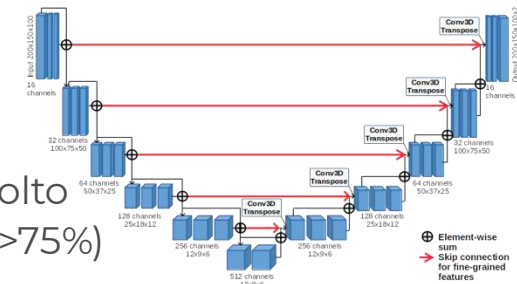 Input 200x150x100
16
channels
32 channels
100x75x50
64 channels
50x37x25
128 channels
25x18x12
256 channels
12x9x6
512 channels
12x9x6
256 channels
12x9x6
128 channels
25x18x12
64 channels
50x37x25
32 channels
100x75x50
16
channels
Output 200x150x100x2
Conv3D
Transpose
Conv3D
Transpose
Conv3D
Transpose
Conv3D
Transpose
Conv3D
Transpose
olto
>75%)
Element-wise
sum
Skip connection
for fine-grained
features